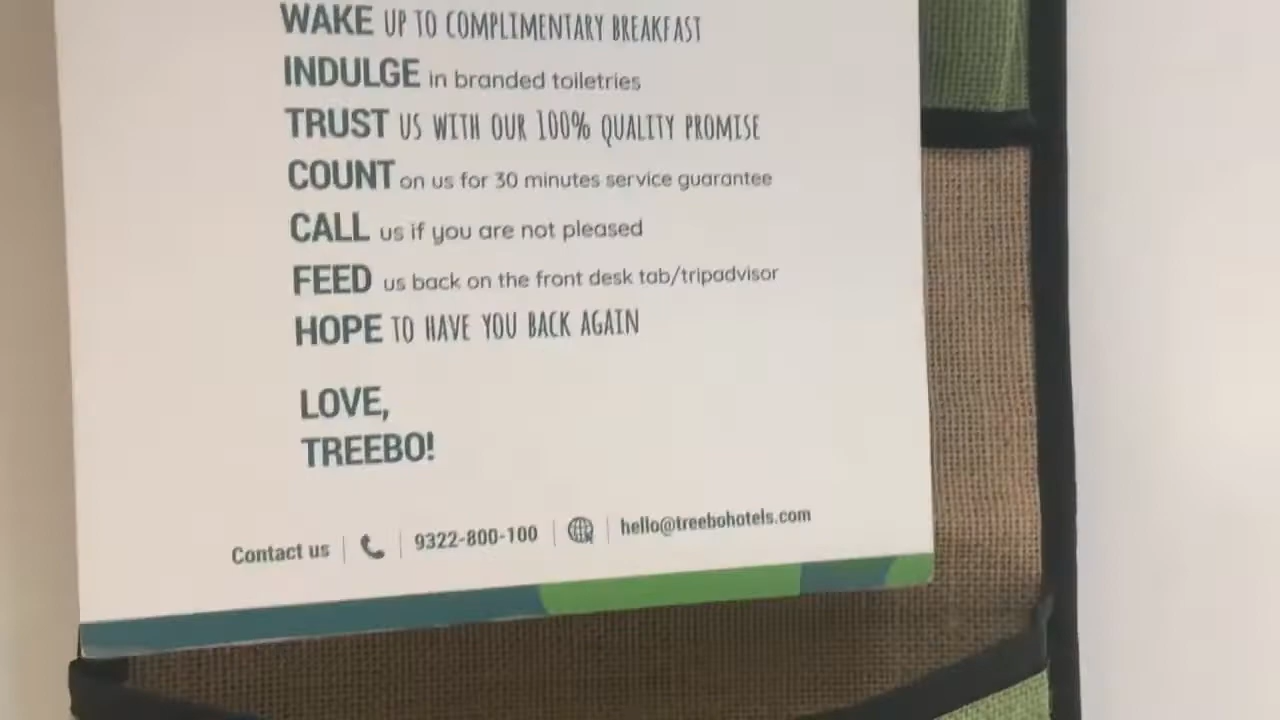 WAKE UP TO COMPLIMENTARY BREAKFAST
INDULGE in branded toiletries
TRUST US WITH OUR 100% QUALITY PROMISE
COUNT on us for 30 minutes service guarantee
CALL us if you are not pleased
FEED us back on the front desk tab/tripadvisor
HOPE TO HAVE YOU BACK AGAIN
LOVE,
TREEBO!
Contact us 9322-800-100 hello@treebohotels.com